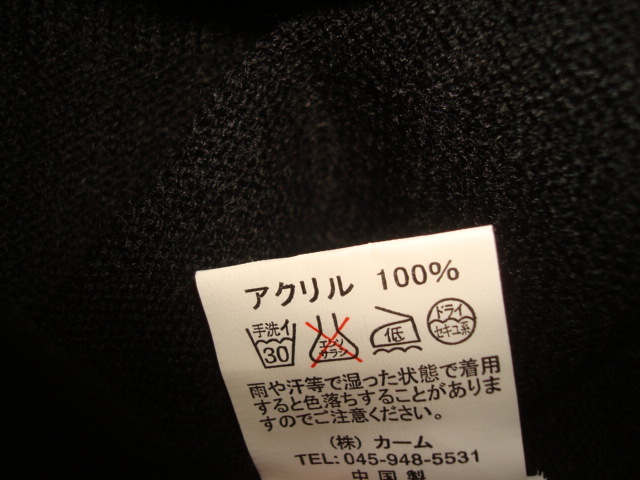 アクリル 100%
手洗イ 30 エンソ サラシ 低 ドライ セキユ系
雨や汗等で湿った状態で着用
すると色落ちすることがありま
すのでご注意ください。
(株) カーム
TEL: 045-948-5531
中国製